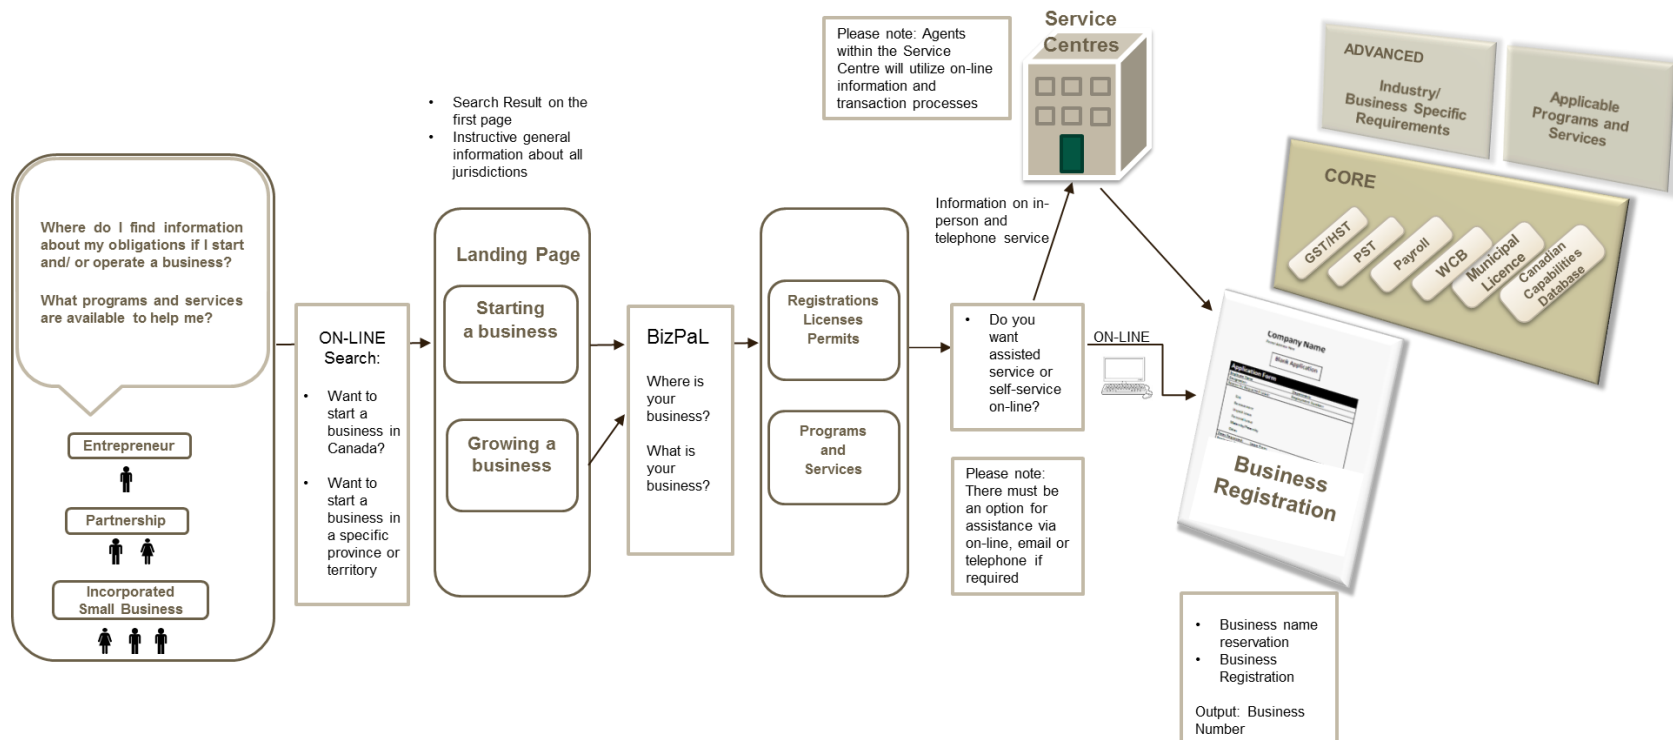 Where do I find information
about my obligations if I start
and/ or operate a business?
What programs and services
are available to help me?
Entrepreneur
Partnership
Incorporated
Small Business
ON-LINE
Search:
• Want to
start a
business in
Canada?
• Want to
start a
business in
a specific
province or
territory
• Search Result on the
first page
• Instructive general
information about all
jurisdictions
Landing Page
Starting
a business
Growing a
business
BizPaL
Where is
your
business?
What is
your
business?
Registrations
Licenses
Permits
Programs
and
Services
Please note: Agents
within the Service
Centre will utilize on-line
information and
transaction processes
Service
Centres
Information on in-
person and
telephone service
• Do you
want
assisted
service or
self-service
on-line?
ON-LINE
Please note:
There must be
an option for
assistance via
on-line, email or
telephone if
required
ADVANCED
Industry/
Business Specific
Requirements
Applicable
Programs and
Services
CORE
GST/HST
PST
Payroll
WCB
Municipal
Licence
Canadian
Capabilities
Database
Company Name
Blank Application
Application Form
Business
Registration
• Business name
reservation
• Business
Registration
Output: Business
Number